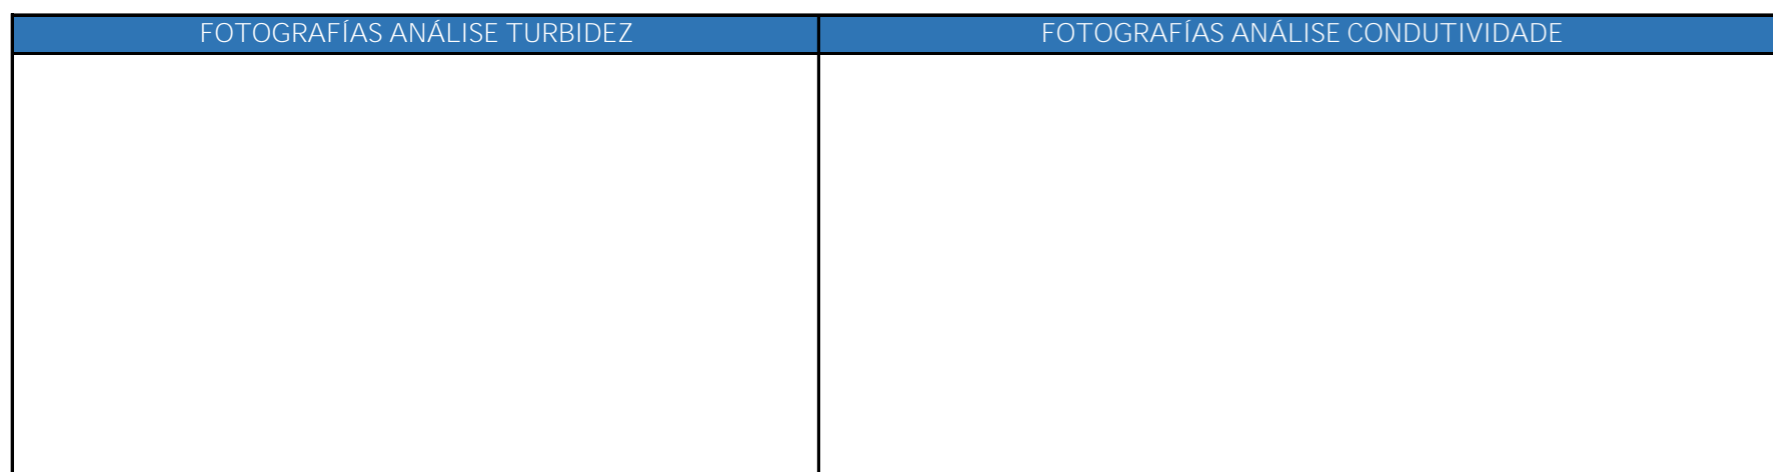 FOTOGRAFÍAS ANÁLISE TURBIDEZ
FOTOGRAFÍAS ANÁLISE CONDUTIVIDADE